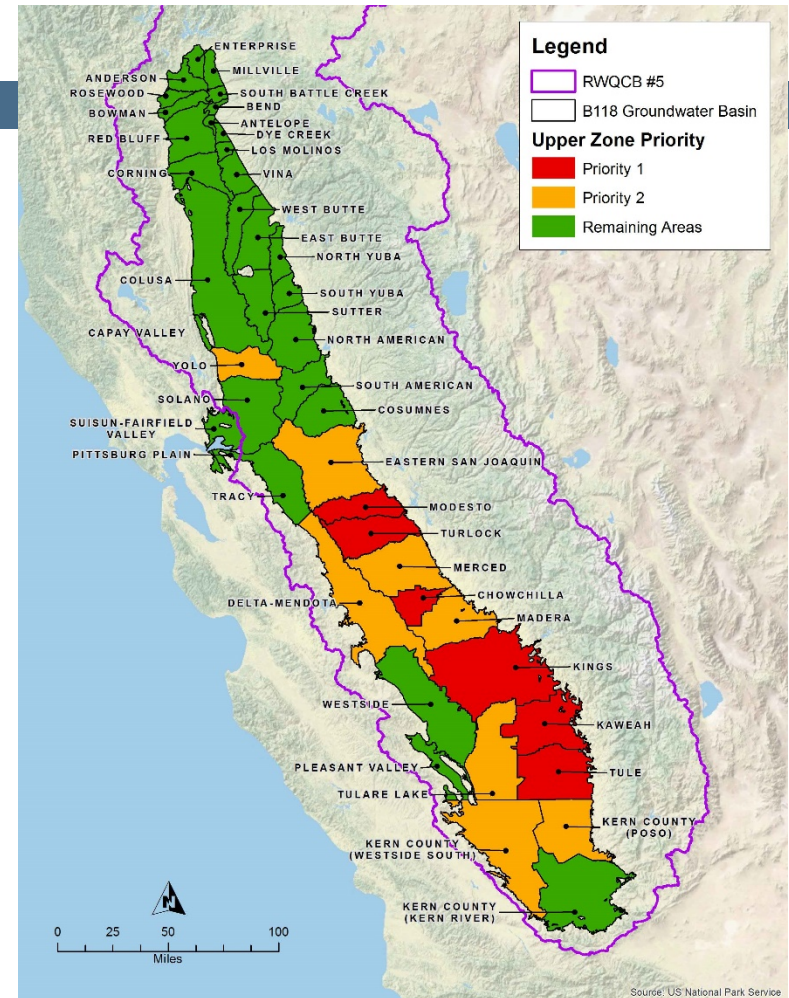 Legend
RWQCB #5
B118 Groundwater Basin
Upper Zone Priority
Priority 1
Priority 2
Remaining Areas
ENTERPRISE
MILLVILLE
ANDERSON
ROSEWOOD
SOUTH BATTLE CREEK
BEND
BOWMAN
ANTELOPE
DYE CREEK
RED BLUFF
LOS MOLINOS
CORNING
VINA
WEST BUTTE
EAST BUTTE
NORTH YUBA
COLUSA
SOUTH YUBA
SUTTER
CAPAY VALLEY
NORTH AMERICAN
YOLO
SOUTH AMERICAN
SOLANO
COSUMNES
SUISUN-FAIRFIELD
VALLEY
PITTSBURG PLAIN
EASTERN SAN JOAQUIN
TRACY
MODESTO
TURLOCK
MERCED
CHOWCHILLA
DELTA-MENDOTA
MADERA
KINGS
WESTSIDE
KAWEAH
PLEASANT VALLEY
TULE
TULARE LAKE
KERN COUNTY
(POSO)
KERN COUNTY
(WESTSIDE SOUTH)
KERN COUNTY
(KERN RIVER)
N
0 25 50 100
Miles
Source: US National Park Service